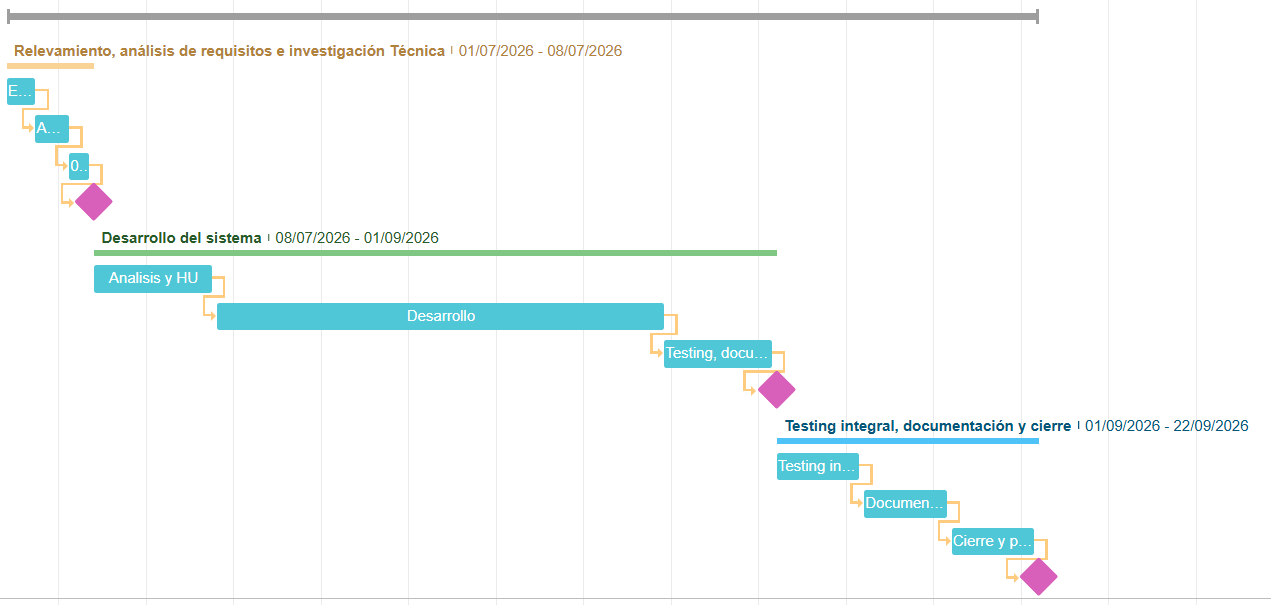 Relevamiento, análisis de requisitos e investigación Técnica | 01/07/2026 - 08/07/2026
E...
A...
0...
Desarrollo del sistema | 08/07/2026 - 01/09/2026
Analisis y HU
Desarrollo
Testing, docu...
Testing integral, documentación y cierre | 01/09/2026 - 22/09/2026
Testing in...
Documen...
Cierre y p...